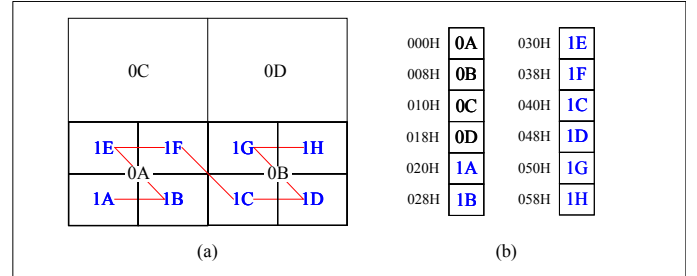 0C 0D
1E 1F 1G 1H
0A 0B
1A 1B 1C 1D
(a)
000H 0A 030H 1E
008H 0B 038H 1F
010H 0C 040H 1C
018H 0D 048H 1D
020H 1A 050H 1G
028H 1B 058H 1H
(b)